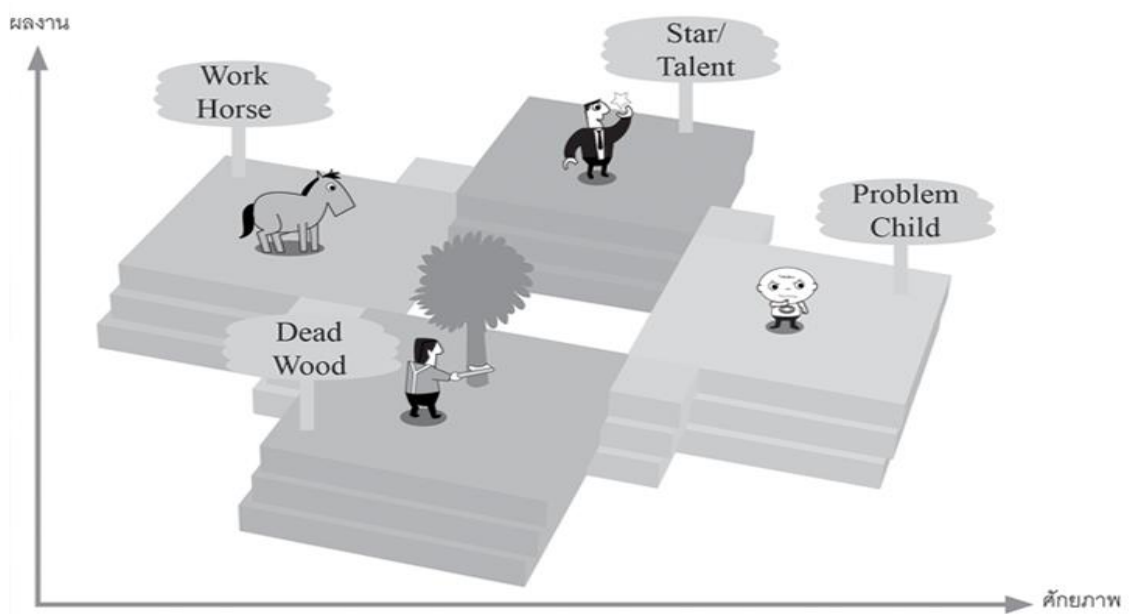 ผลงาน
Star/
Talent
Work
Horse
Problem
Child
Dead
Wood
ศักยภาพ